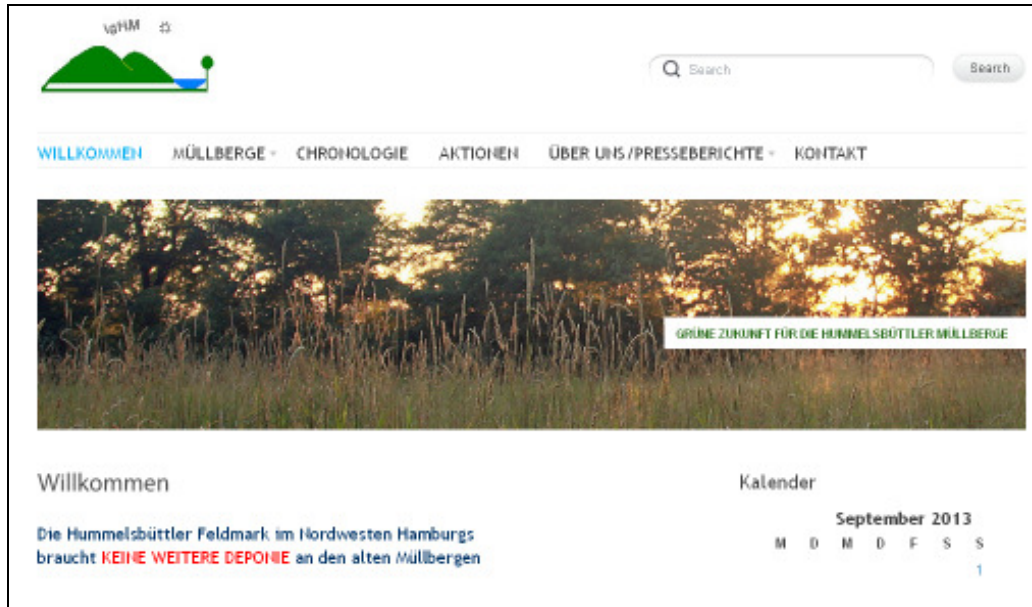 IgHM
Search
Search
WILLKOMMEN MÜLLBERGE CHRONOLOGIE AKTIONEN ÜBER UNS/PRESSEBERICHTE KONTAKT
GRÜNE ZUKUNFT FÜR DIE HUMMELSBÜTTLER MÜLLBERGE
Willkommen
Die Hummelsbüttler Feldmark im Nordwesten Hamburgs
braucht KEINE WEITERE DEPONIE an den alten Müllbergen
Kalender
September 2013
M D M D F S S
1